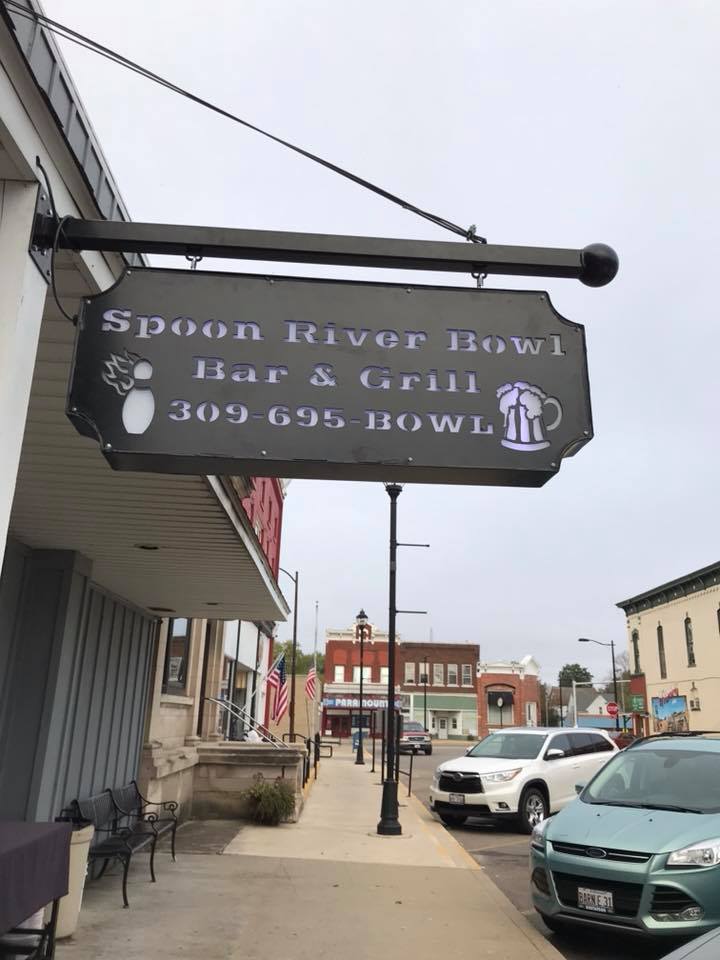 Spoon River Bowl
Bar & Grill
309-695-BOWL
PARAMOUNT